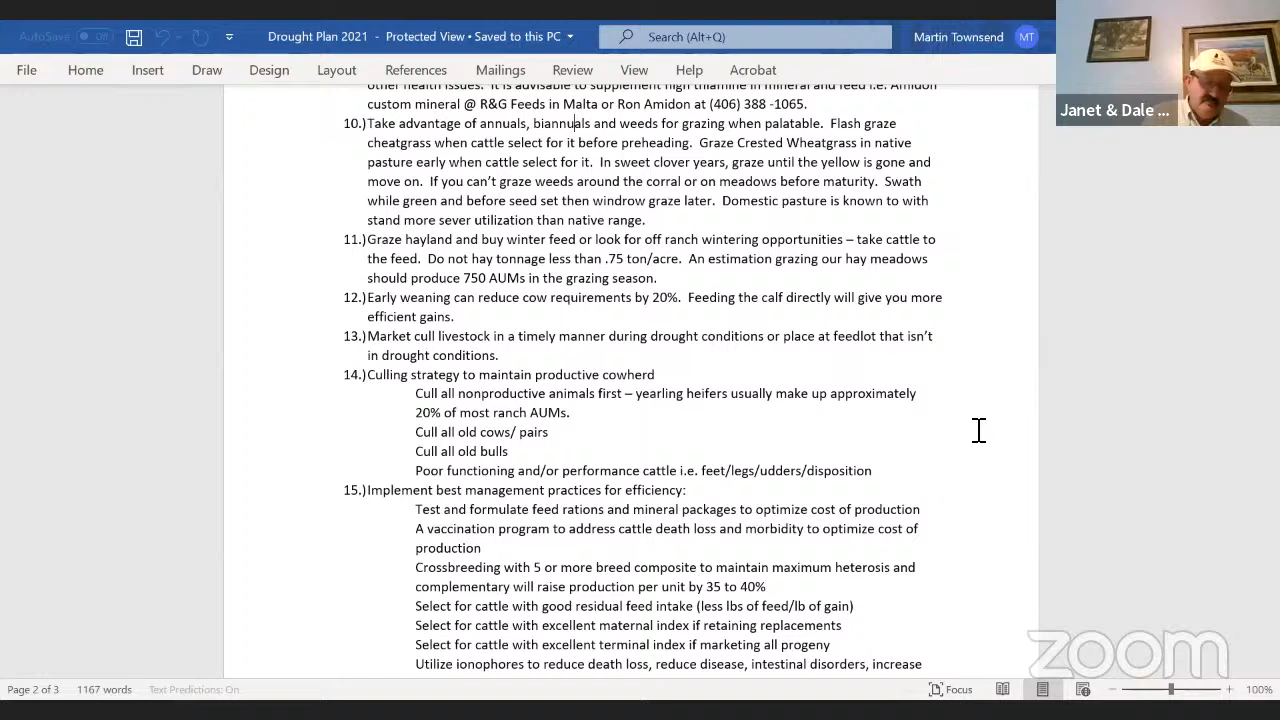 AutoSave Off
Drought Plan 2021 - Protected View • Saved to this PC
Search (Alt+Q)
Martin Townsend MT
File Home Insert Draw Design Layout References Mailings Review View Help Acrobat
Janet & Dale ...
other health issues. It is advisable to supplement high thiamine in mineral and feed i.e. Amidon
custom mineral @ R&G Feeds in Malta or Ron Amidon at (406) 388 -1065.
10.) Take advantage of annuals, biannuals and weeds for grazing when palatable. Flash graze
cheatgrass when cattle select for it before preheading. Graze Crested Wheatgrass in native
pasture early when cattle select for it. In sweet clover years, graze until the yellow is gone and
move on. If you can't graze weeds around the corral or on meadows before maturity. Swath
while green and before seed set then windrow graze later. Domestic pasture is known to with
stand more sever utilization than native range.
11.) Graze hayland and buy winter feed or look for off ranch wintering opportunities – take cattle to
the feed. Do not hay tonnage less than .75 ton/acre. An estimation grazing our hay meadows
should produce 750 AUMs in the grazing season.
12.) Early weaning can reduce cow requirements by 20%. Feeding the calf directly will give you more
efficient gains.
13.) Market cull livestock in a timely manner during drought conditions or place at feedlot that isn't
in drought conditions.
14.) Culling strategy to maintain productive cowherd
Cull all nonproductive animals first – yearling heifers usually make up approximately
20% of most ranch AUMs.
Cull all old cows/ pairs
Cull all old bulls
Poor functioning and/or performance cattle i.e. feet/legs/udders/disposition
15.) Implement best management practices for efficiency:
Test and formulate feed rations and mineral packages to optimize cost of production
A vaccination program to address cattle death loss and morbidity to optimize cost of
production
Crossbreeding with 5 or more breed composite to maintain maximum heterosis and
complementary will raise production per unit by 35 to 40%
Select for cattle with good residual feed intake (less lbs of feed/lb of gain)
Select for cattle with excellent maternal index if retaining replacements
Select for cattle with excellent terminal index if marketing all progeny
Utilize ionophores to reduce death loss, reduce disease, intestinal disorders, increase
zoom
Page 2 of 3 1167 words Text Predictions: On Focus 100%